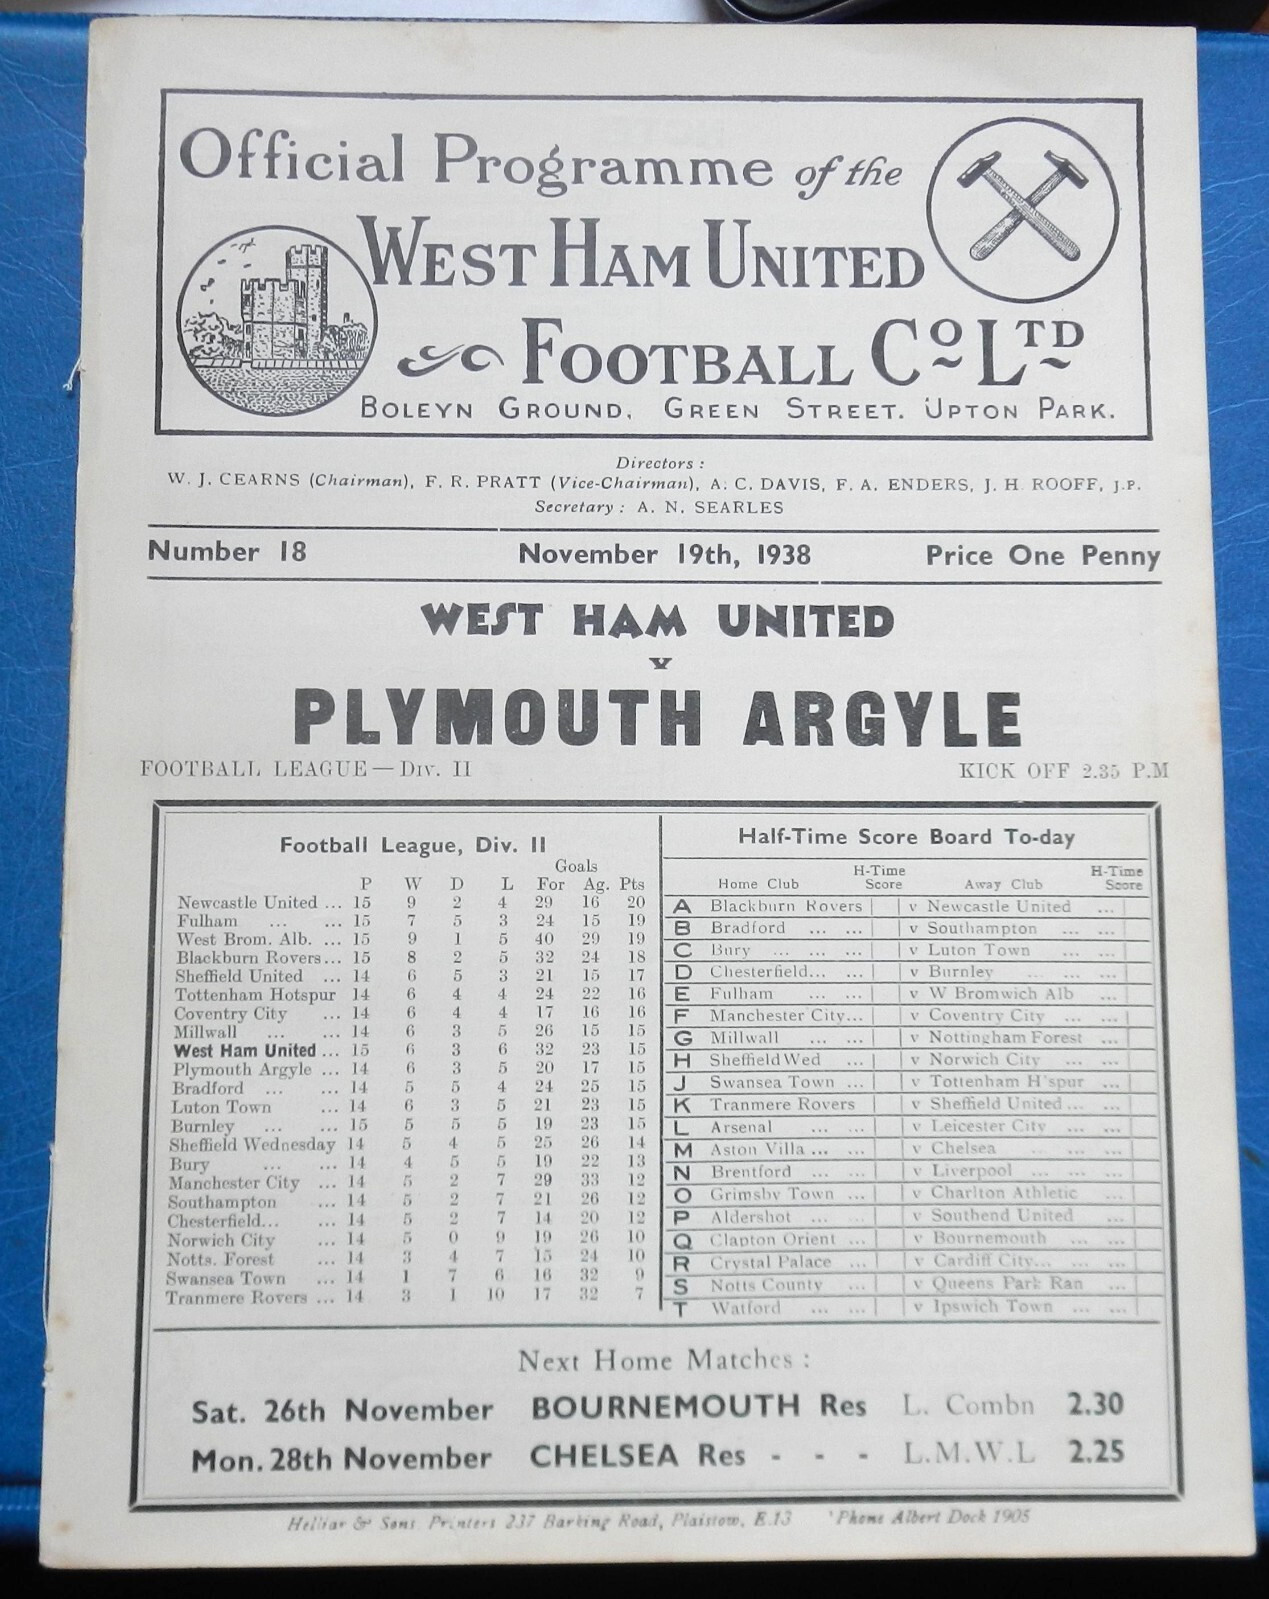 Official Programme of the
WEST HAM UNITED
FOOTBALL Co LTD
BOLEYN GROUND, GREEN STREET. UPTON PARK.
Directors :
W. J. CEARNS (Chairman), F. R. PRATT (Vice-Chairman), A. C. DAVIS, F. A. ENDERS, J. H ROOFF, J.P.
Secretary : A. N. SEARLES
Number 18 November 19th, 1938 Price One Penny
WEST HAM UNITED
v
PLYMOUTH ARGYLE
FOOTBALL LEAGUE — DIV. II KICK OFF 2.35 P.M
Football League, Div. II
Goals
P W D L For Ag. Pts
Newcastle United ... 15 9 2 4 29 16 20
Fulham ... ... 15 7 5 3 24 15 19
West Brom. Alb. ... 15 9 1 5 40 29 19
Blackburn Rovers... 15 8 2 5 32 24 18
Sheffield United ... 14 6 5 3 21 15 17
Tottenham Hotspur 14 6 4 4 24 22 16
Coventry City ... 14 6 4 4 17 16 16
Millwall ... ... 14 6 3 5 26 15 15
West Ham United ... 15 6 3 6 32 23 15
Plymouth Argyle ... 14 6 3 5 20 17 15
Bradford ... ... 14 5 5 4 24 25 15
Luton Town ... 14 6 3 5 21 23 15
Burnley ... ... 15 5 5 5 19 23 15
Sheffield Wednesday 14 5 4 5 25 26 14
Bury ... ... 14 4 5 5 19 22 13
Manchester City ... 14 5 2 7 29 33 12
Southampton ... 14 5 2 7 21 26 12
Chesterfield... ... 14 5 2 7 14 20 12
Norwich City ... 14 5 0 9 19 26 10
Notts. Forest ... 14 3 4 7 15 24 10
Swansea Town ... 14 1 7 6 16 32 9
Tranmere Rovers ... 14 3 1 10 17 32 7
Half-Time Score Board To-day
Home Club H-Time Score Away Club H-Time Score
A Blackburn Rovers v Newcastle United ...
B Bradford ... ... v Southampton ... ...
C Bury ... ... ... v Luton Town ... ...
D Chesterfield... ... v Burnley ... ... ...
E Fulham ... ... v W Bromwich Alb ...
F Manchester City... v Coventry City ... ...
G Millwall ... ... v Nottingham Forest ...
H Sheffield Wed ... v Norwich City ... ...
J Swansea Town ... v Tottenham H'spur ...
K Tranmere Rovers v Sheffield United ... ...
L Arsenal ... ... v Leicester City ... ...
M Aston Villa ... ... v Chelsea ... ... ...
N Brentford ... ... v Liverpool ... ... ...
O Grimsby Town ... v Charlton Athletic ...
P Aldershot ... ... v Southend United ...
Q Clapton Orient ... v Bournemouth ... ...
R Crystal Palace ... v Cardiff City... ...
S Notts County ... v Queens Park Ran ...
T Watford ... ... v Ipswich Town ... ...
Next Home Matches :
Sat. 26th November BOURNEMOUTH Res L. Combn 2.30
Mon. 28th November CHELSEA Res - - - L.M.W.L 2.25
Helliar & Sons Printers 237 Barking Road, Plaistow, E.13 'Phone Albert Dock 1905